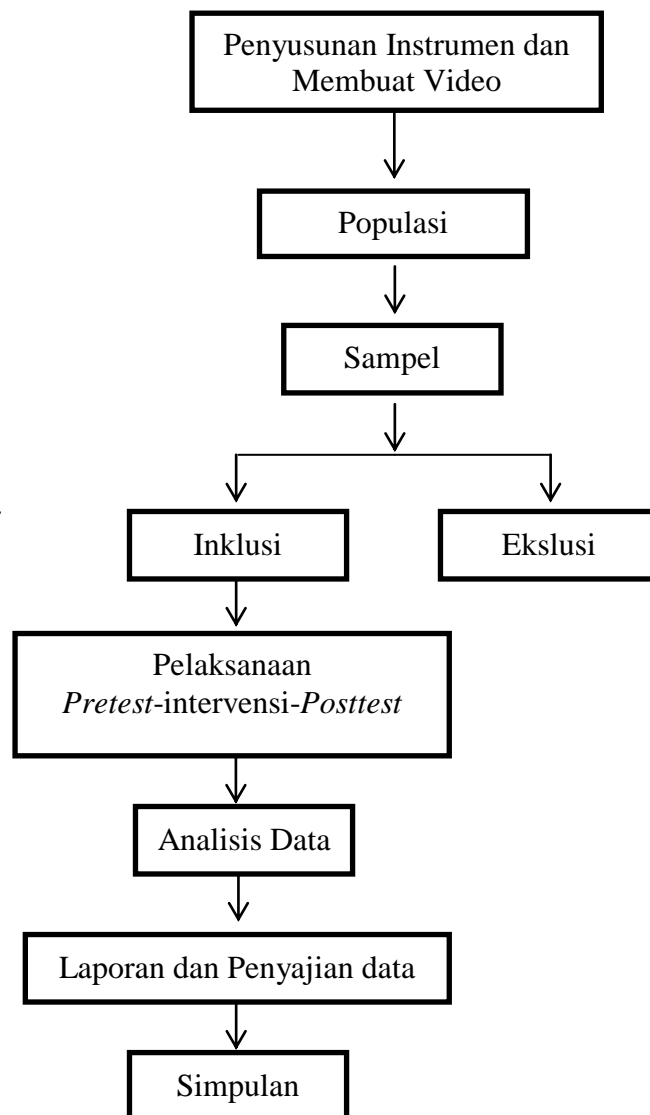 Penyusunan Instrumen dan
Membuat Video
Populasi
Sampel
Inklusi
Ekslusi
Pelaksanaan
Pretest-intervensi-Posttest
Analisis Data
Laporan dan Penyajian data
Simpulan